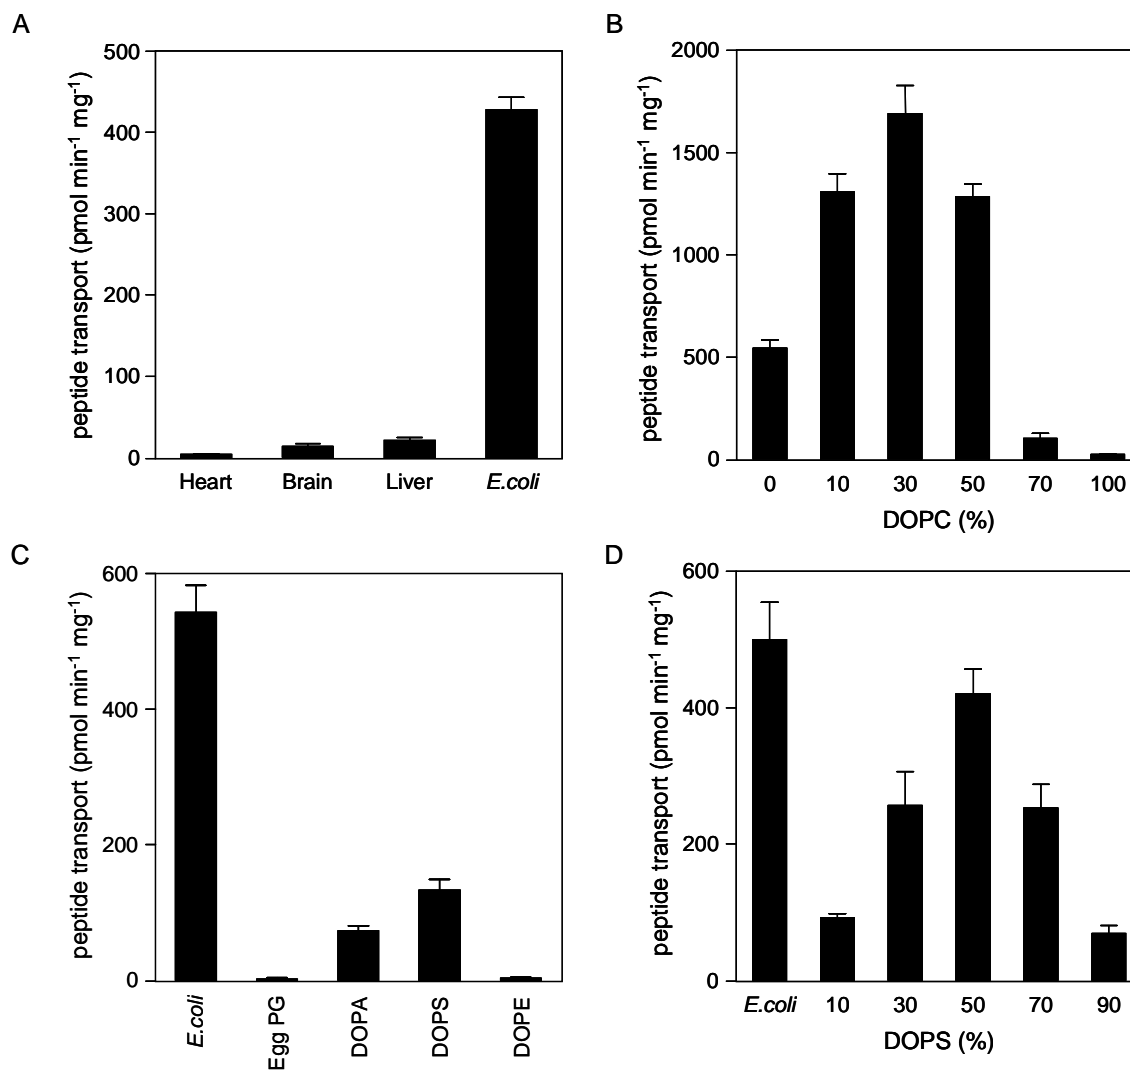 A
peptide transport (pmol min-1 mg-1)
500
400
300
200
100
0
Heart Brain Liver E.coli
B
peptide transport (pmol min-1 mg-1)
2000
1500
1000
500
0
0 10 30 50 70 100
DOPC (%)
C
peptide transport (pmol min-1 mg-1)
600
400
200
0
E.coli
Egg PG
DOPA
DOPS
DOPE
D
peptide transport (pmol min-1 mg-1)
600
400
200
0
E.coli 10 30 50 70 90
DOPS (%)